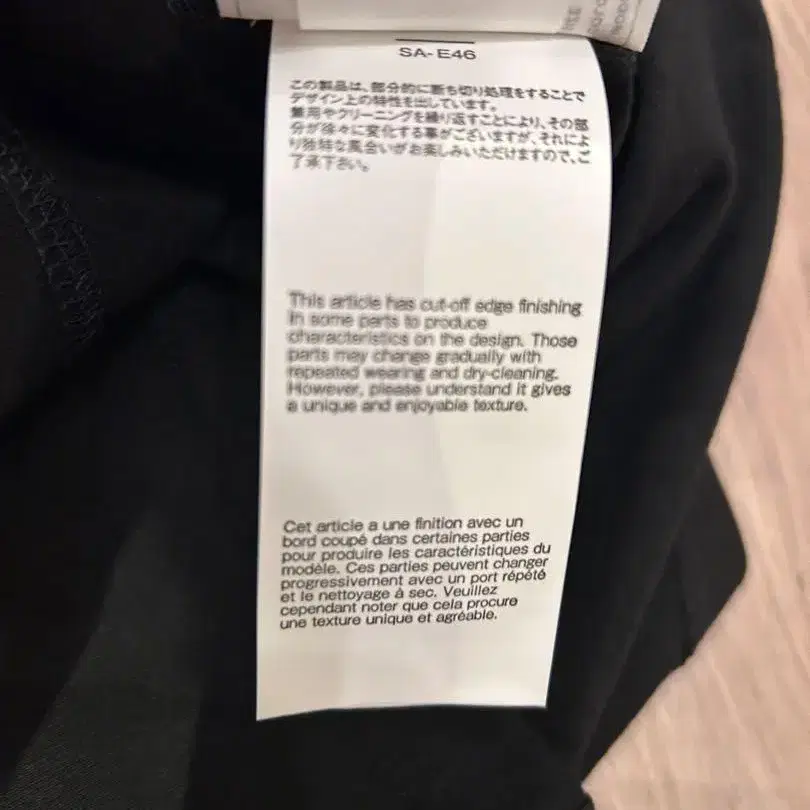 SA-E46
この製品は、部分的に断ち切り処理をすることで
デザイン上の特性を出しています。
着用やクリーニングを繰り返すことにより、その部
分が徐々に変化する事がございますが、それによ
り独特な風合いがお楽しみいただけますので、ご
了承下さい。
This article has cut-off edge finishing
in some parts to produce
characteristics on the design. Those
parts may change gradually with
repeated wearing and dry-cleaning.
However, please understand it gives
a unique and enjoyable texture.
Cet article a une finition avec un
bord coupé dans certaines parties
pour produire les caractéristiques du
modèle. Ces parties peuvent changer
progressivement avec un port répété
et le nettoyage à sec. Veuillez
cependant noter que cela procure
une texture unique et agréable.